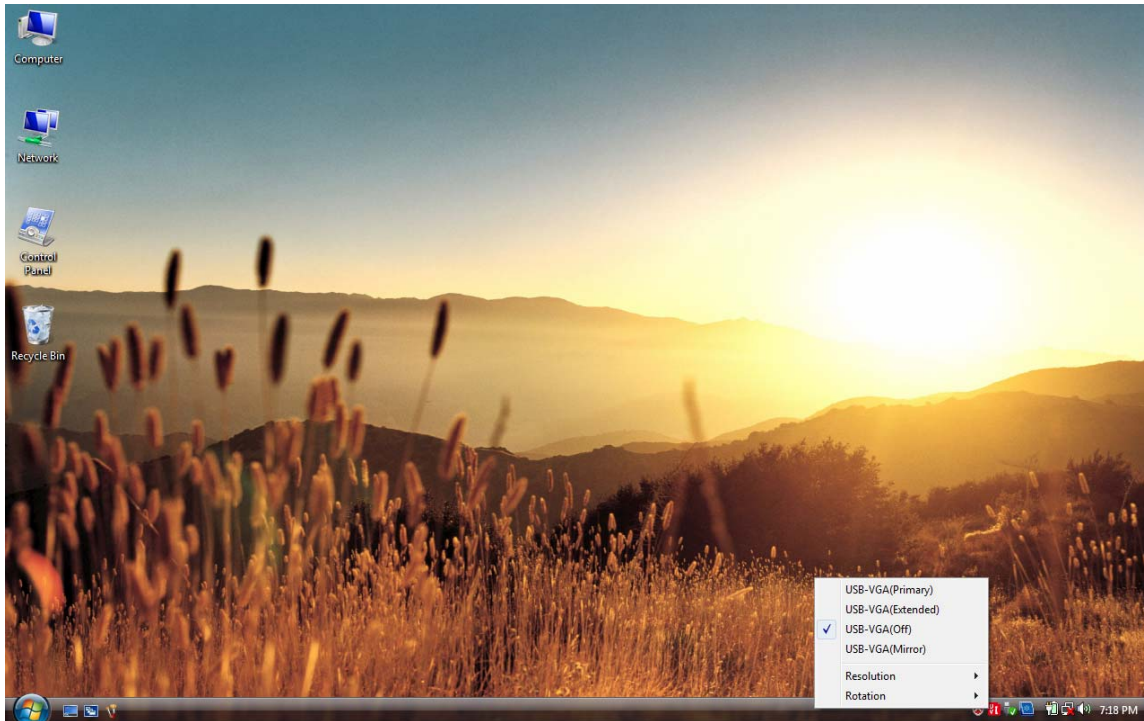 Computer
Network
Control
Panel
Recycle Bin
USB-VGA(Primary)
USB-VGA(Extended)
USB-VGA(Off)
USB-VGA(Mirror)
Resolution
Rotation
7:18 PM